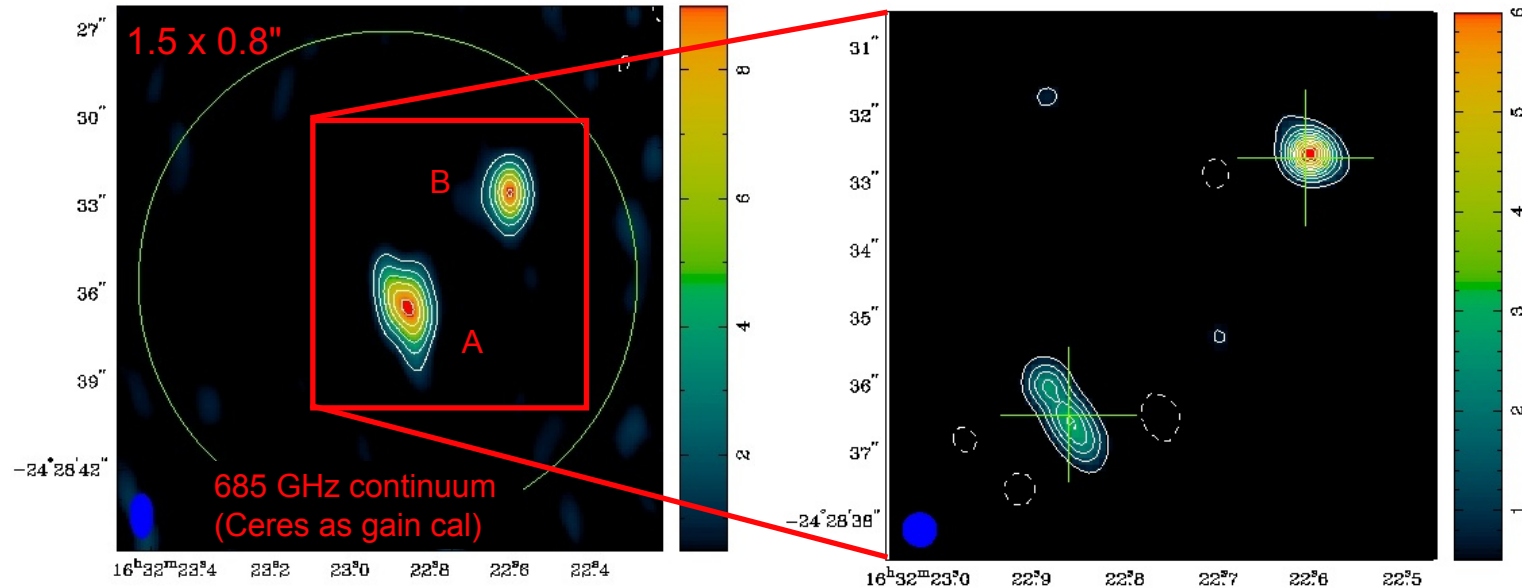 1.5 x 0.8"
B
A
685 GHz continuum
(Ceres as gain cal)
27"
30"
33"
36"
39"
−24°28'42"
16ʰ32ᵐ23ˢ.4
23ˢ.2
23ˢ.0
22ˢ.8
22ˢ.6
22ˢ.4
8
6
4
2
31"
32"
33"
34"
35"
36"
37"
−24°28'38"
16ʰ32ᵐ23ˢ.0
22ˢ.9
22ˢ.8
22ˢ.7
22ˢ.6
22ˢ.5
6
5
4
3
2
1